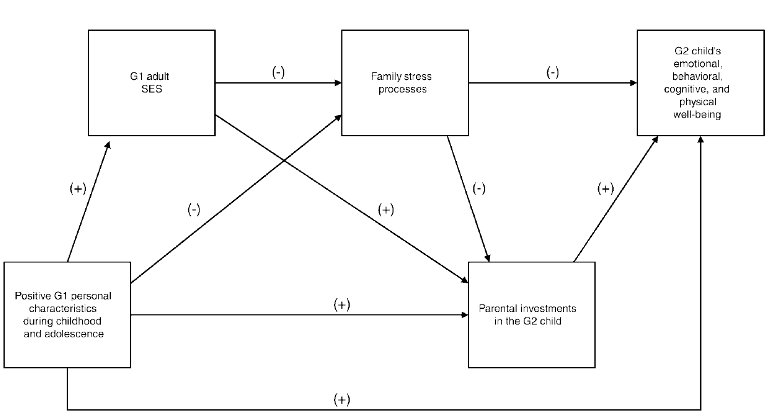 G1 adult
SES
(-)
Family stress
processes
(-)
G2 child's
emotional,
behavioral,
cognitive, and
physical
well-being
(+)
(-)
(+)
(-)
(+)
Positive G1 personal
characteristics
during childhood
and adolescence
(+)
Parental investments
in the G2 child
(+)